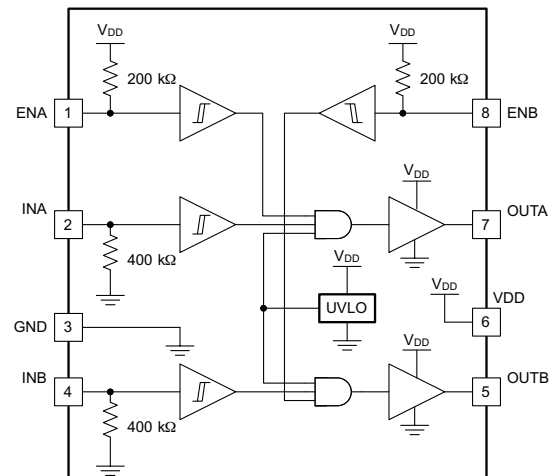 VDD
VDD
200 kΩ
200 kΩ
ENA
1
8
ENB
INA
2
VDD
7
OUTA
400 kΩ
VDD
VDD
VDD
UVLO
6
GND
3
VDD
INB
4
5
OUTB
400 kΩ